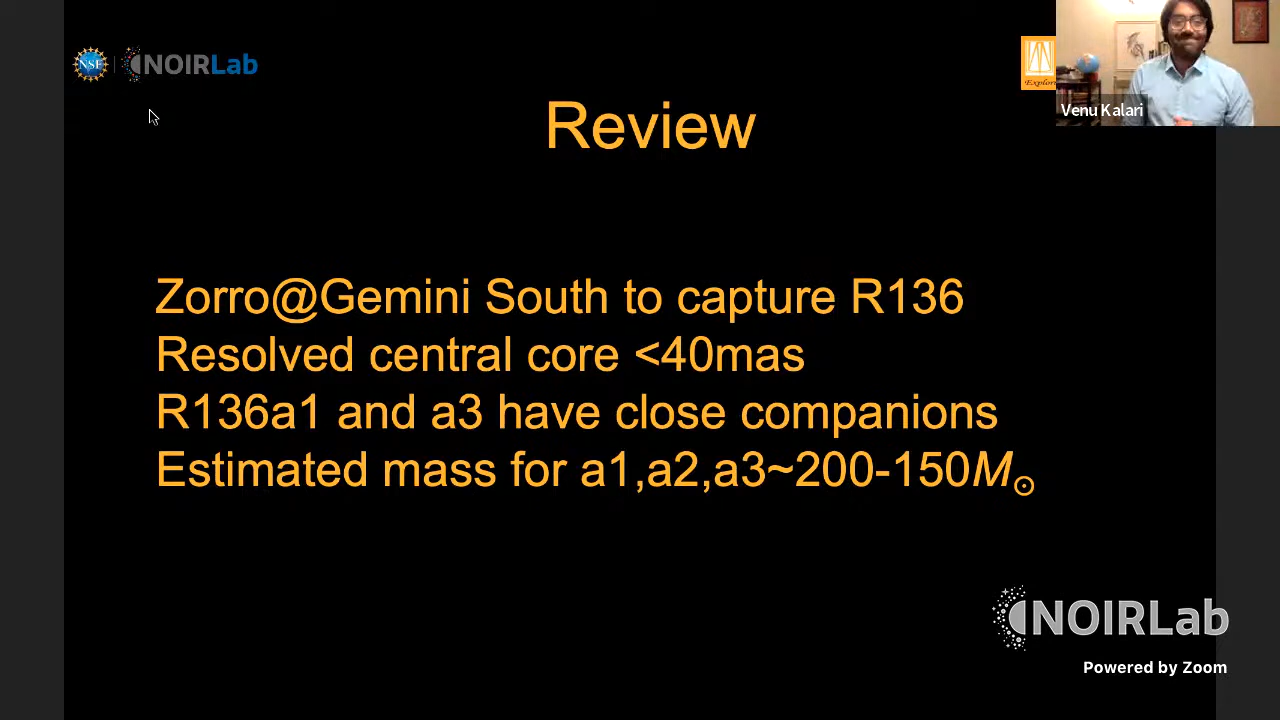 NSF
NOIRLab
Venu Kalari
Review
Zorro@Gemini South to capture R136
Resolved central core <40mas
R136a1 and a3 have close companions
Estimated mass for a1,a2,a3~200-150M☉
NOIRLab
Powered by Zoom